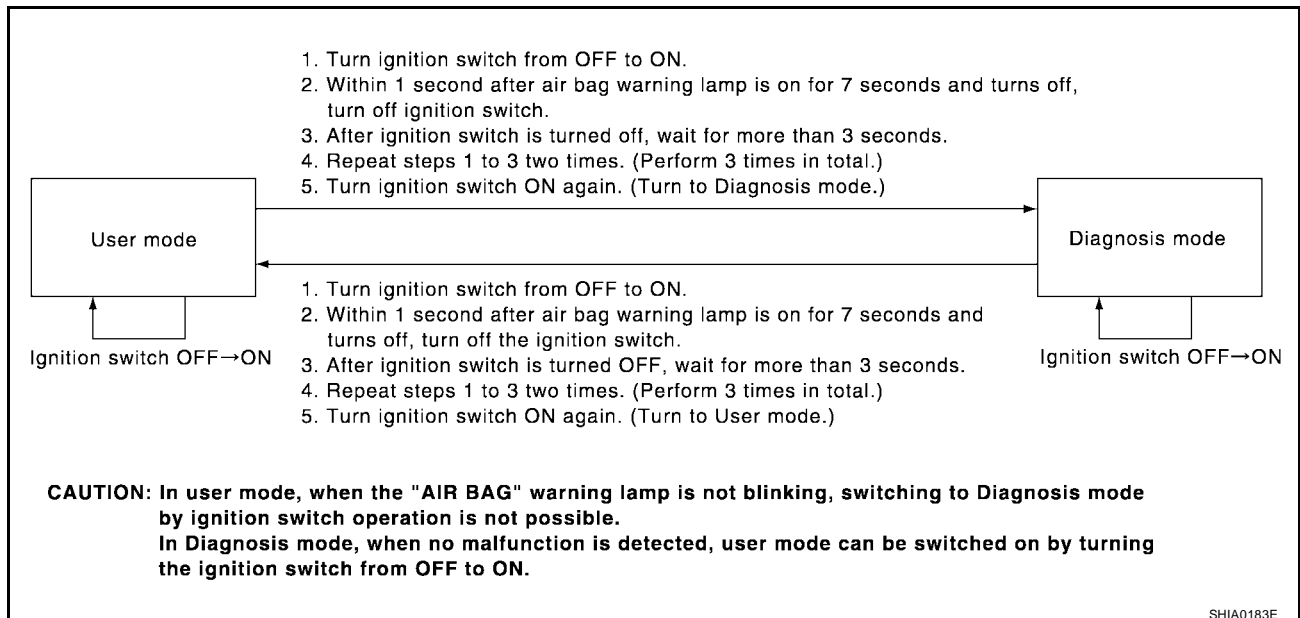 1. Turn ignition switch from OFF to ON.
2. Within 1 second after air bag warning lamp is on for 7 seconds and turns off,
turn off ignition switch.
3. After ignition switch is turned off, wait for more than 3 seconds.
4. Repeat steps 1 to 3 two times. (Perform 3 times in total.)
5. Turn ignition switch ON again. (Turn to Diagnosis mode.)
User mode
Diagnosis mode
1. Turn ignition switch from OFF to ON.
2. Within 1 second after air bag warning lamp is on for 7 seconds and
turns off, turn off the ignition switch.
3. After ignition switch is turned OFF, wait for more than 3 seconds.
4. Repeat steps 1 to 3 two times. (Perform 3 times in total.)
5. Turn ignition switch ON again. (Turn to User mode.)
Ignition switch OFF→ON
Ignition switch OFF→ON
CAUTION: In user mode, when the "AIR BAG" warning lamp is not blinking, switching to Diagnosis mode
by ignition switch operation is not possible.
In Diagnosis mode, when no malfunction is detected, user mode can be switched on by turning
the ignition switch from OFF to ON.
SHIA0183E